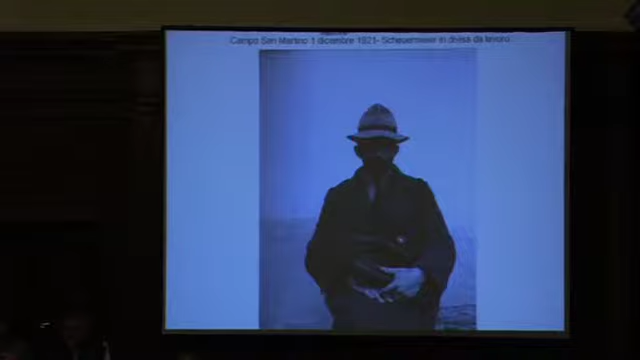 Campo San Martino 1 dicembre 1921- Scheuermeier in divisa da lavoro